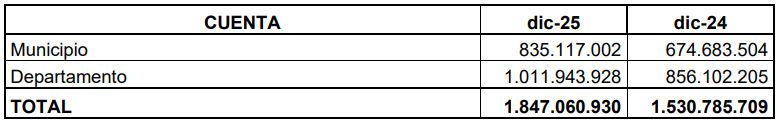 CUENTA dic-25 dic-24
Municipio 835.117.002 674.683.504
Departamento 1.011.943.928 856.102.205
TOTAL 1.847.060.930 1.530.785.709